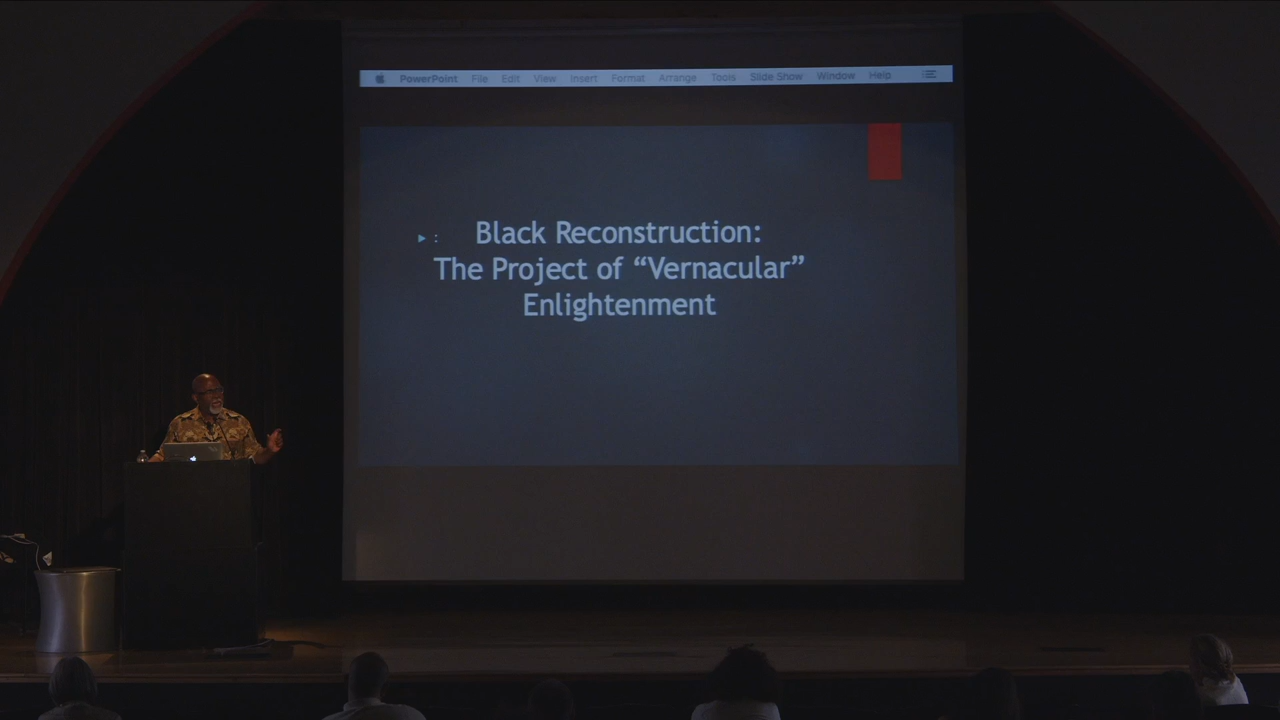 PowerPoint File Edit View Insert Format Arrange Tools Slide Show Window Help
: Black Reconstruction:
The Project of “Vernacular”
Enlightenment